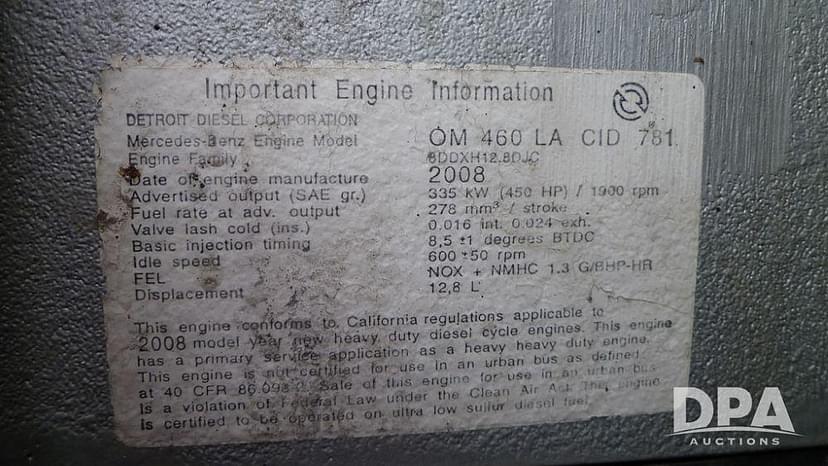 Important Engine Information
DETROIT DIESEL CORPORATION
Mercedes-Benz Engine Model OM 460 LA CID 781
Engine Family 8DDXH12.8DJC
Date of engine manufacture 2008
Advertised output (SAE gr.) 335 kW (450 HP) / 1900 rpm
Fuel rate at adv. output 278 mm³ / stroke
Valve lash cold (ins.) 0.016 int. 0.024 exh.
Basic injection timing 8,5 ±1 degrees BTDC
Idle speed 600 ±50 rpm
FEL NOX + NMHC 1.3 G/BHP-HR
Displacement 12,8 L
This engine conforms to California regulations applicable to
2008 model year new heavy duty diesel cycle engines. This engine
has a primary service application as a heavy heavy duty engine.
This engine is not certified for use in an urban bus as defined
at 40 CFR 86.093-2. Sale of this engine for use in an urban bus
Is a violation of Federal Law under the Clean Air Act. This engine
is certified to be operated on ultra low sulfur diesel fuel.
DPA
AUCTIONS